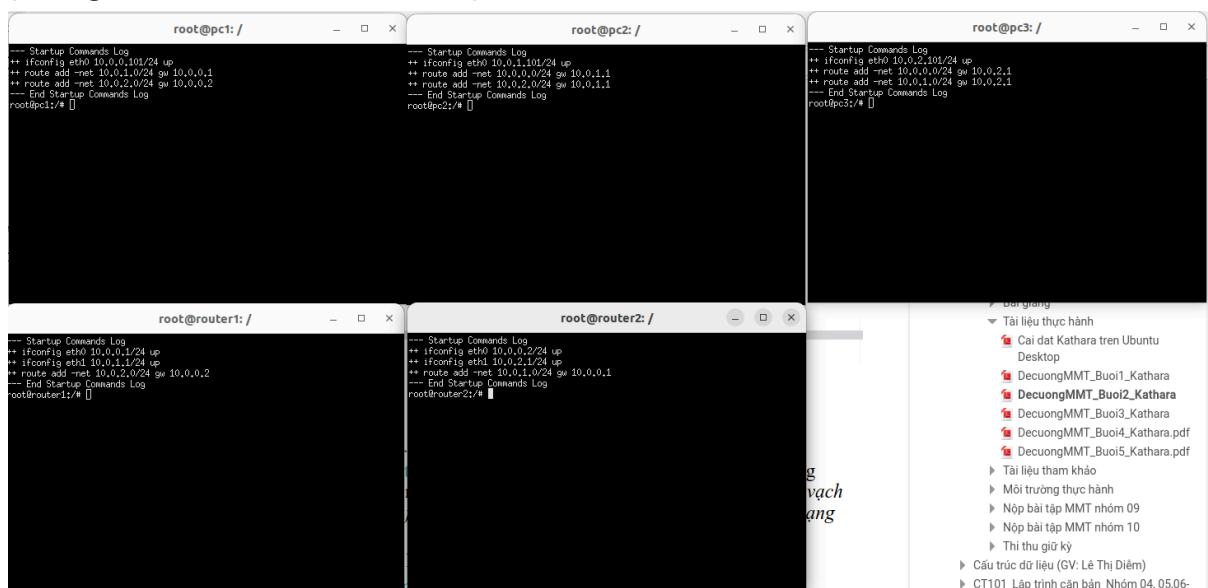 root@pc1: /
--- Startup Commands Log
++ ifconfig eth0 10.0.0.101/24 up
++ route add -net 10.0.1.0/24 gw 10.0.0.1
++ route add -net 10.0.2.0/24 gw 10.0.0.2
--- End Startup Commands Log
root@pc1:/#
root@pc2: /
--- Startup Commands Log
++ ifconfig eth0 10.0.1.101/24 up
++ route add -net 10.0.0.0/24 gw 10.0.1.1
++ route add -net 10.0.2.0/24 gw 10.0.1.1
--- End Startup Commands Log
root@pc2:/#
root@pc3: /
--- Startup Commands Log
++ ifconfig eth0 10.0.2.101/24 up
++ route add -net 10.0.0.0/24 gw 10.0.2.1
++ route add -net 10.0.1.0/24 gw 10.0.2.1
--- End Startup Commands Log
root@pc3:/#
root@router1: /
--- Startup Commands Log
++ ifconfig eth0 10.0.0.1/24 up
++ ifconfig eth1 10.0.1.1/24 up
++ route add -net 10.0.2.0/24 gw 10.0.0.2
--- End Startup Commands Log
root@router1:/#
root@router2: /
--- Startup Commands Log
++ ifconfig eth0 10.0.0.2/24 up
++ ifconfig eth1 10.0.2.1/24 up
++ route add -net 10.0.1.0/24 gw 10.0.0.1
--- End Startup Commands Log
root@router2:/#
vạch
Tài liệu thực hành
Cai dat Kathara tren Ubuntu
Desktop
DecuongMMT_Buoi1_Kathara
DecuongMMT_Buoi2_Kathara
DecuongMMT_Buoi3_Kathara
DecuongMMT_Buoi4_Kathara.pdf
DecuongMMT_Buoi5_Kathara.pdf
Tài liệu tham khảo
Môi trường thực hành
Nộp bài tập MMT nhóm 09
Nộp bài tập MMT nhóm 10
Thi thu giữ kỳ
Cấu trúc dữ liệu (GV: Lê Thị Diễm)
CT101_Lập trình căn bản_Nhóm 04, 05,06-